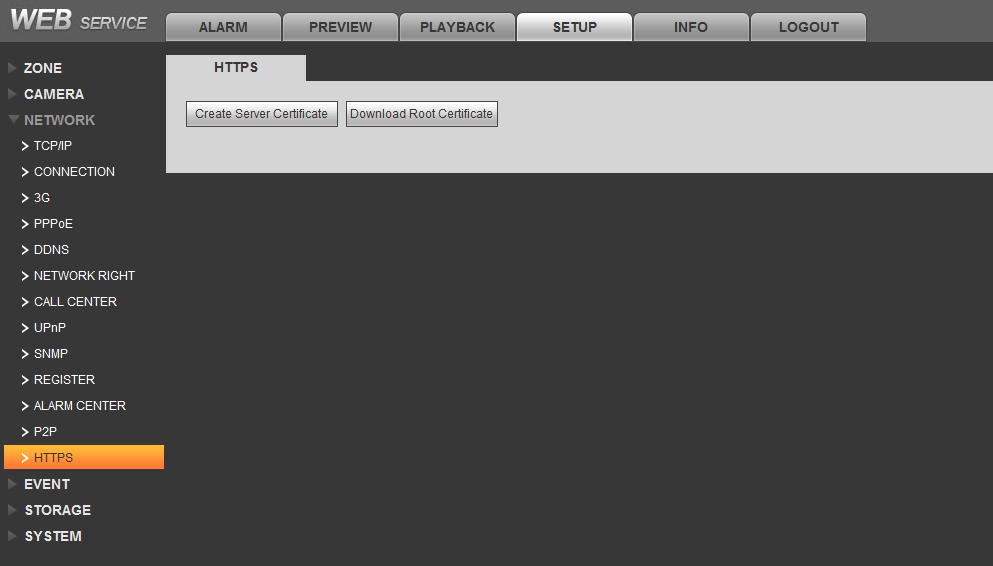 WEB SERVICE
ALARM PREVIEW PLAYBACK SETUP INFO LOGOUT
ZONE
CAMERA
NETWORK
TCP/IP
CONNECTION
3G
PPPoE
DDNS
NETWORK RIGHT
CALL CENTER
UPnP
SNMP
REGISTER
ALARM CENTER
P2P
HTTPS
EVENT
STORAGE
SYSTEM
HTTPS
Create Server Certificate Download Root Certificate